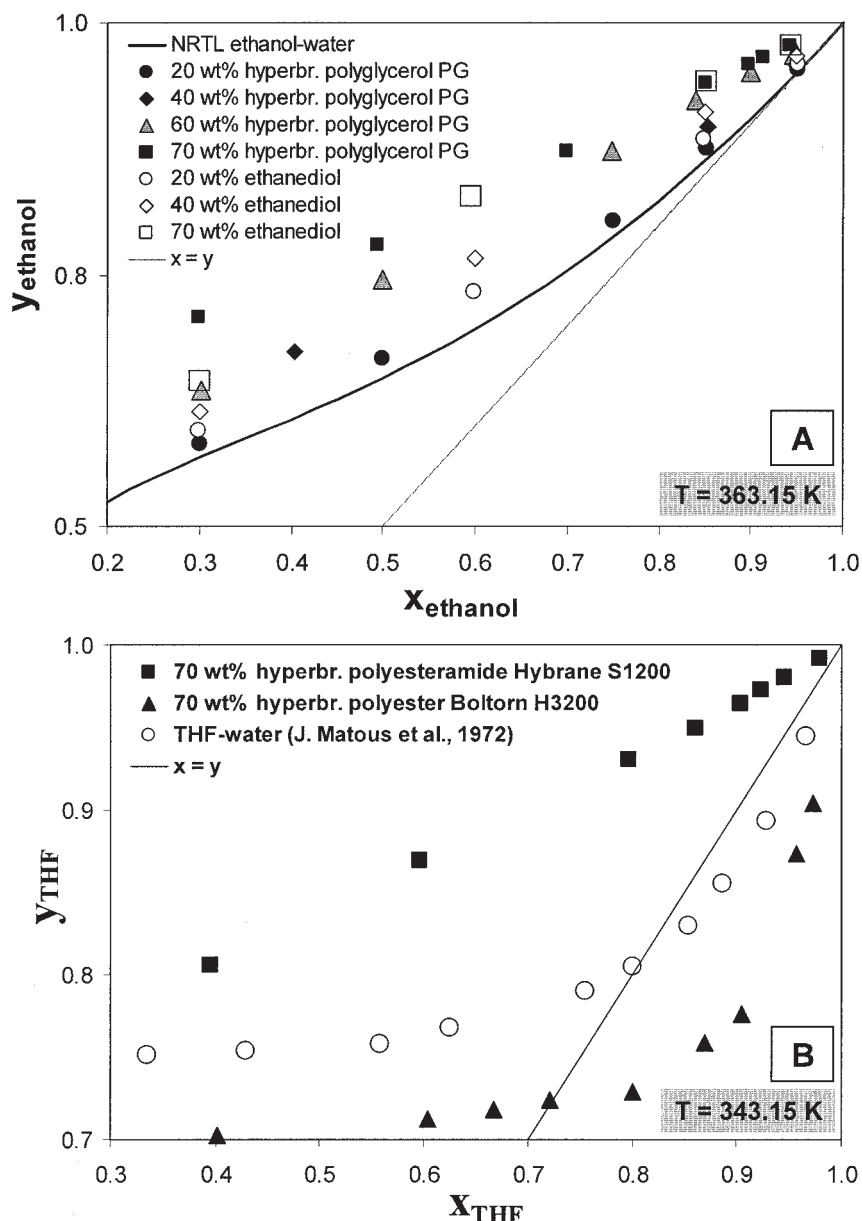 1.0
NRTL ethanol-water
20 wt% hyperbr. polyglycerol PG
40 wt% hyperbr. polyglycerol PG
60 wt% hyperbr. polyglycerol PG
70 wt% hyperbr. polyglycerol PG
20 wt% ethanediol
40 wt% ethanediol
70 wt% ethanediol
x = y
yethanol
0.8
A
T = 363.15 K
0.5
0.2 0.3 0.4 0.5 0.6 0.7 0.8 0.9 1.0
xethanol
1.0
70 wt% hyperbr. polyesteramide Hybrane S1200
70 wt% hyperbr. polyester Boltorn H3200
THF-water (J. Matous et al., 1972)
x = y
0.9
yTHF
0.8
B
T = 343.15 K
0.7
0.3 0.4 0.5 0.6 0.7 0.8 0.9 1.0
xTHF